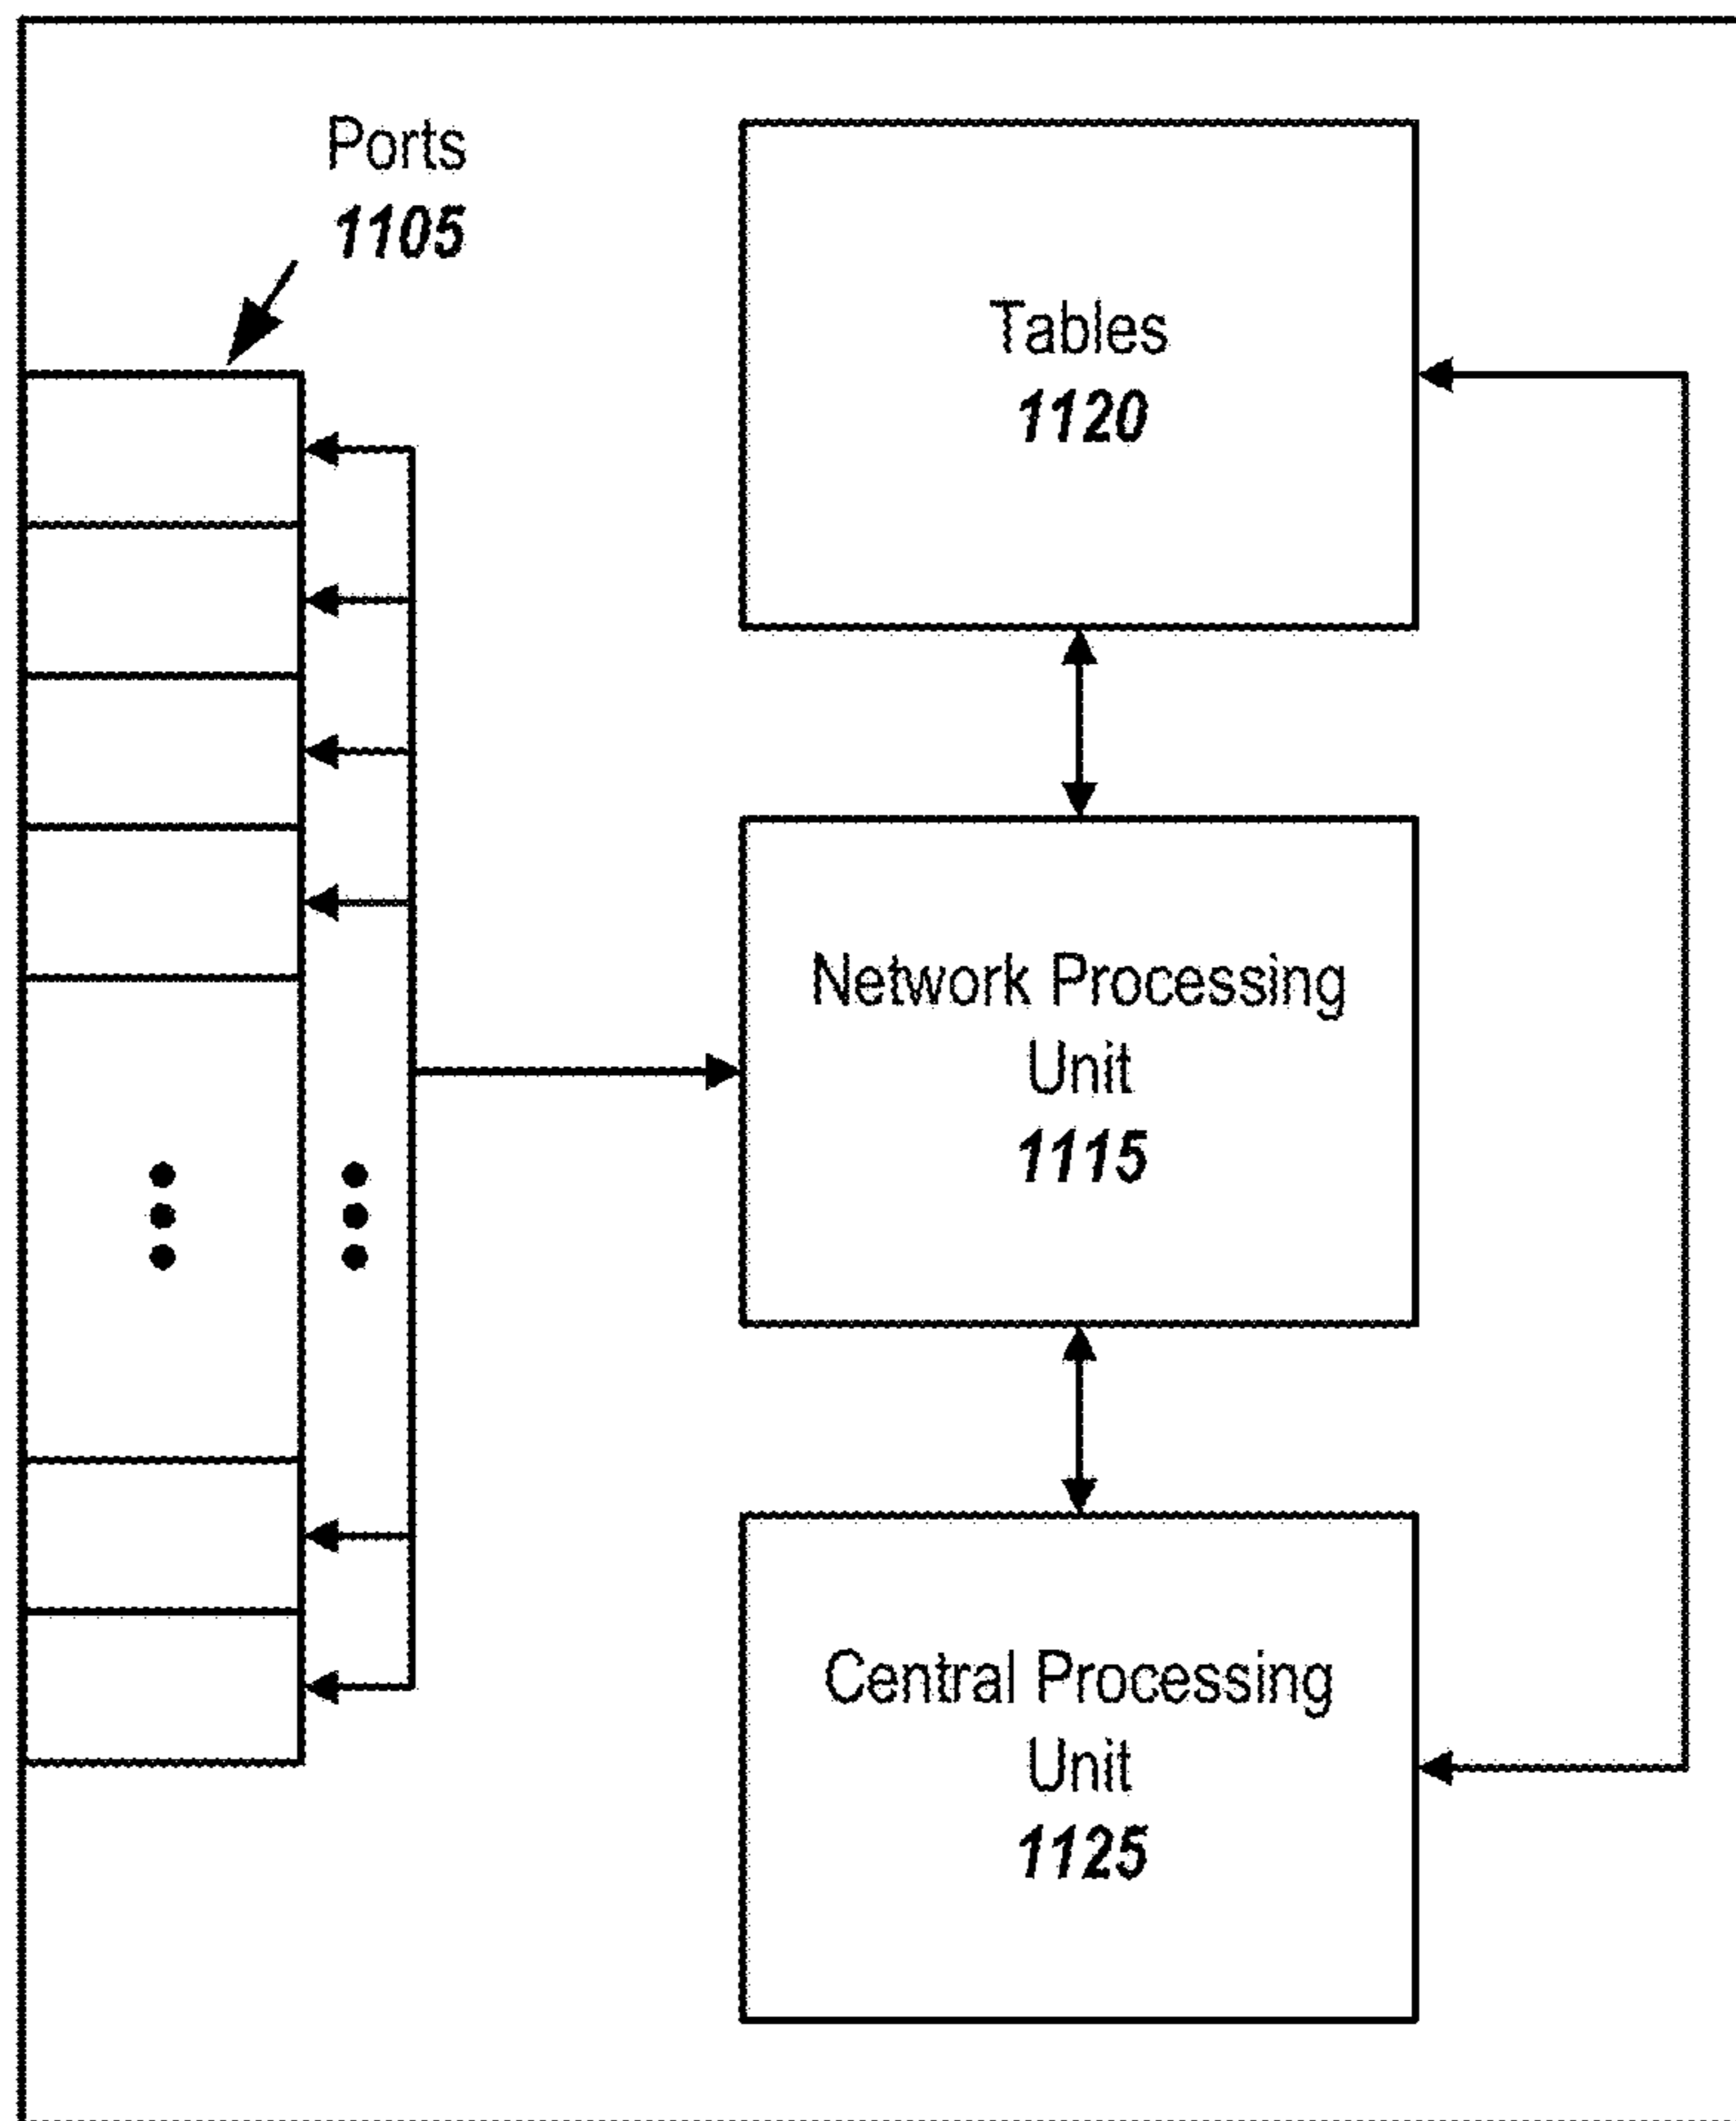 Ports
1105
Tables
1120
Network Processing
Unit
1115
Central Processing
Unit
1125